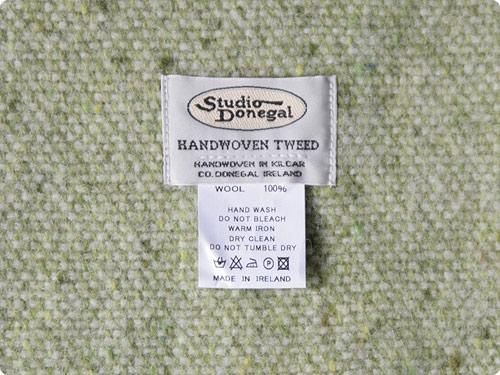 Studio
Donegal
HANDWOVEN TWEED
HANDWOVEN IN KILCAR
CO.DONEGAL IRELAND
WOOL 100%
HAND WASH
DO NOT BLEACH
WARM IRON
DRY CLEAN
DO NOT TUMBLE DRY
P
MADE IN IRELAND